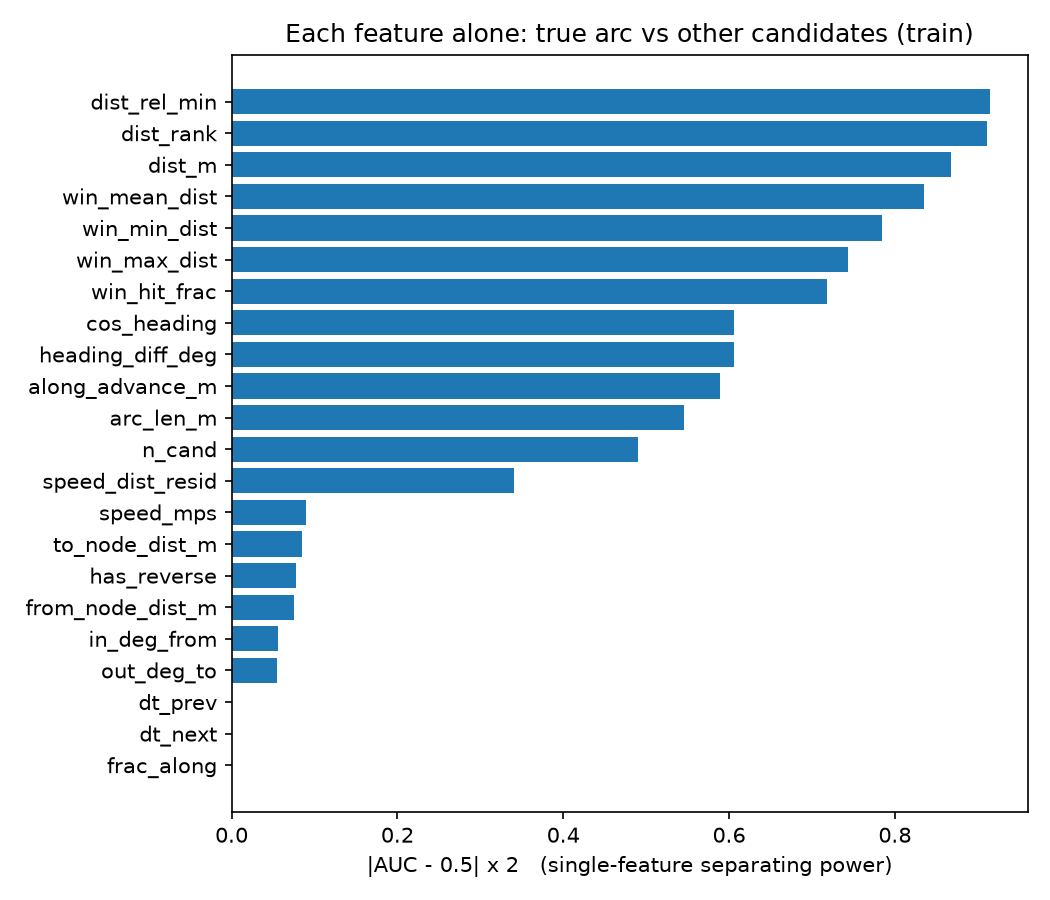 Each feature alone: true arc vs other candidates (train)
dist_rel_min
dist_rank
dist_m
win_mean_dist
win_min_dist
win_max_dist
win_hit_frac
cos_heading
heading_diff_deg
along_advance_m
arc_len_m
n_cand
speed_dist_resid
speed_mps
to_node_dist_m
has_reverse
from_node_dist_m
in_deg_from
out_deg_to
dt_prev
dt_next
frac_along
0.0 0.2 0.4 0.6 0.8
|AUC - 0.5| x 2 (single-feature separating power)